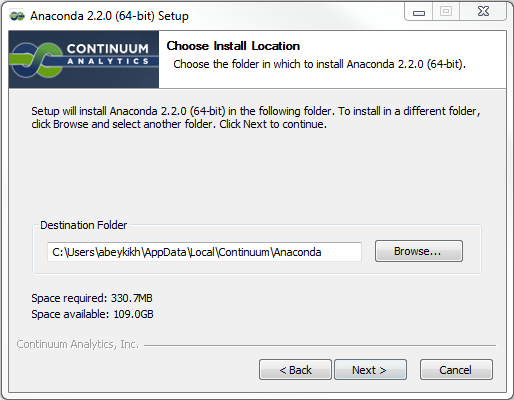 Anaconda 2.2.0 (64-bit) Setup
CONTINUUM
ANALYTICS
Choose Install Location
Choose the folder in which to install Anaconda 2.2.0 (64-bit).
Setup will install Anaconda 2.2.0 (64-bit) in the following folder. To install in a different folder,
click Browse and select another folder. Click Next to continue.
Destination Folder
C:\Users\abeykikh\AppData\Local\Continuum\Anaconda
Browse...
Space required: 330.7MB
Space available: 109.0GB
Continuum Analytics, Inc.
< Back
Next >
Cancel